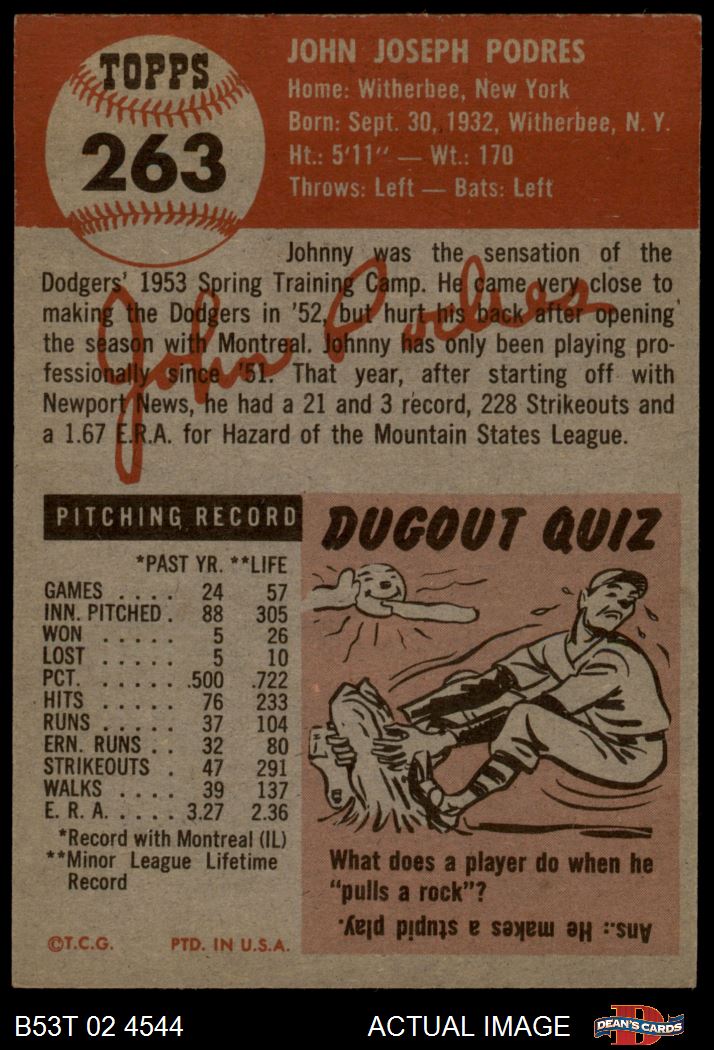 TOPPS
263
JOHN JOSEPH PODRES
Home: Witherbee, New York
Born: Sept. 30, 1932, Witherbee, N. Y.
Ht.: 5'11" — Wt.: 170
Throws: Left — Bats: Left
Johnny was the sensation of the
Dodgers' 1953 Spring Training Camp. He came very close to
making the Dodgers in '52, but hurt his back after opening
the season with Montreal. Johnny has only been playing pro-
fessionally since '51. That year, after starting off with
Newport News, he had a 21 and 3 record, 228 Strikeouts and
a 1.67 E.R.A. for Hazard of the Mountain States League.
John Podres
PITCHING RECORD
*PAST YR. **LIFE
GAMES . . . . 24 57
INN. PITCHED . 88 305
WON . . . . . 5 26
LOST . . . . . 5 10
PCT. . . . . . .500 .722
HITS . . . . . 76 233
RUNS . . . . . 37 104
ERN. RUNS . . 32 80
STRIKEOUTS . 47 291
WALKS . . . . 39 137
E. R. A. . . . . . 3.27 2.36
*Record with Montreal (IL)
**Minor League Lifetime
Record
©T.C.G. PTD. IN U.S.A.
DUGOUT QUIZ
What does a player do when he
"pulls a rock"?
Ans.: He makes a stupid play.
B53T 02 4544
ACTUAL IMAGE
D
DEAN'S CARDS